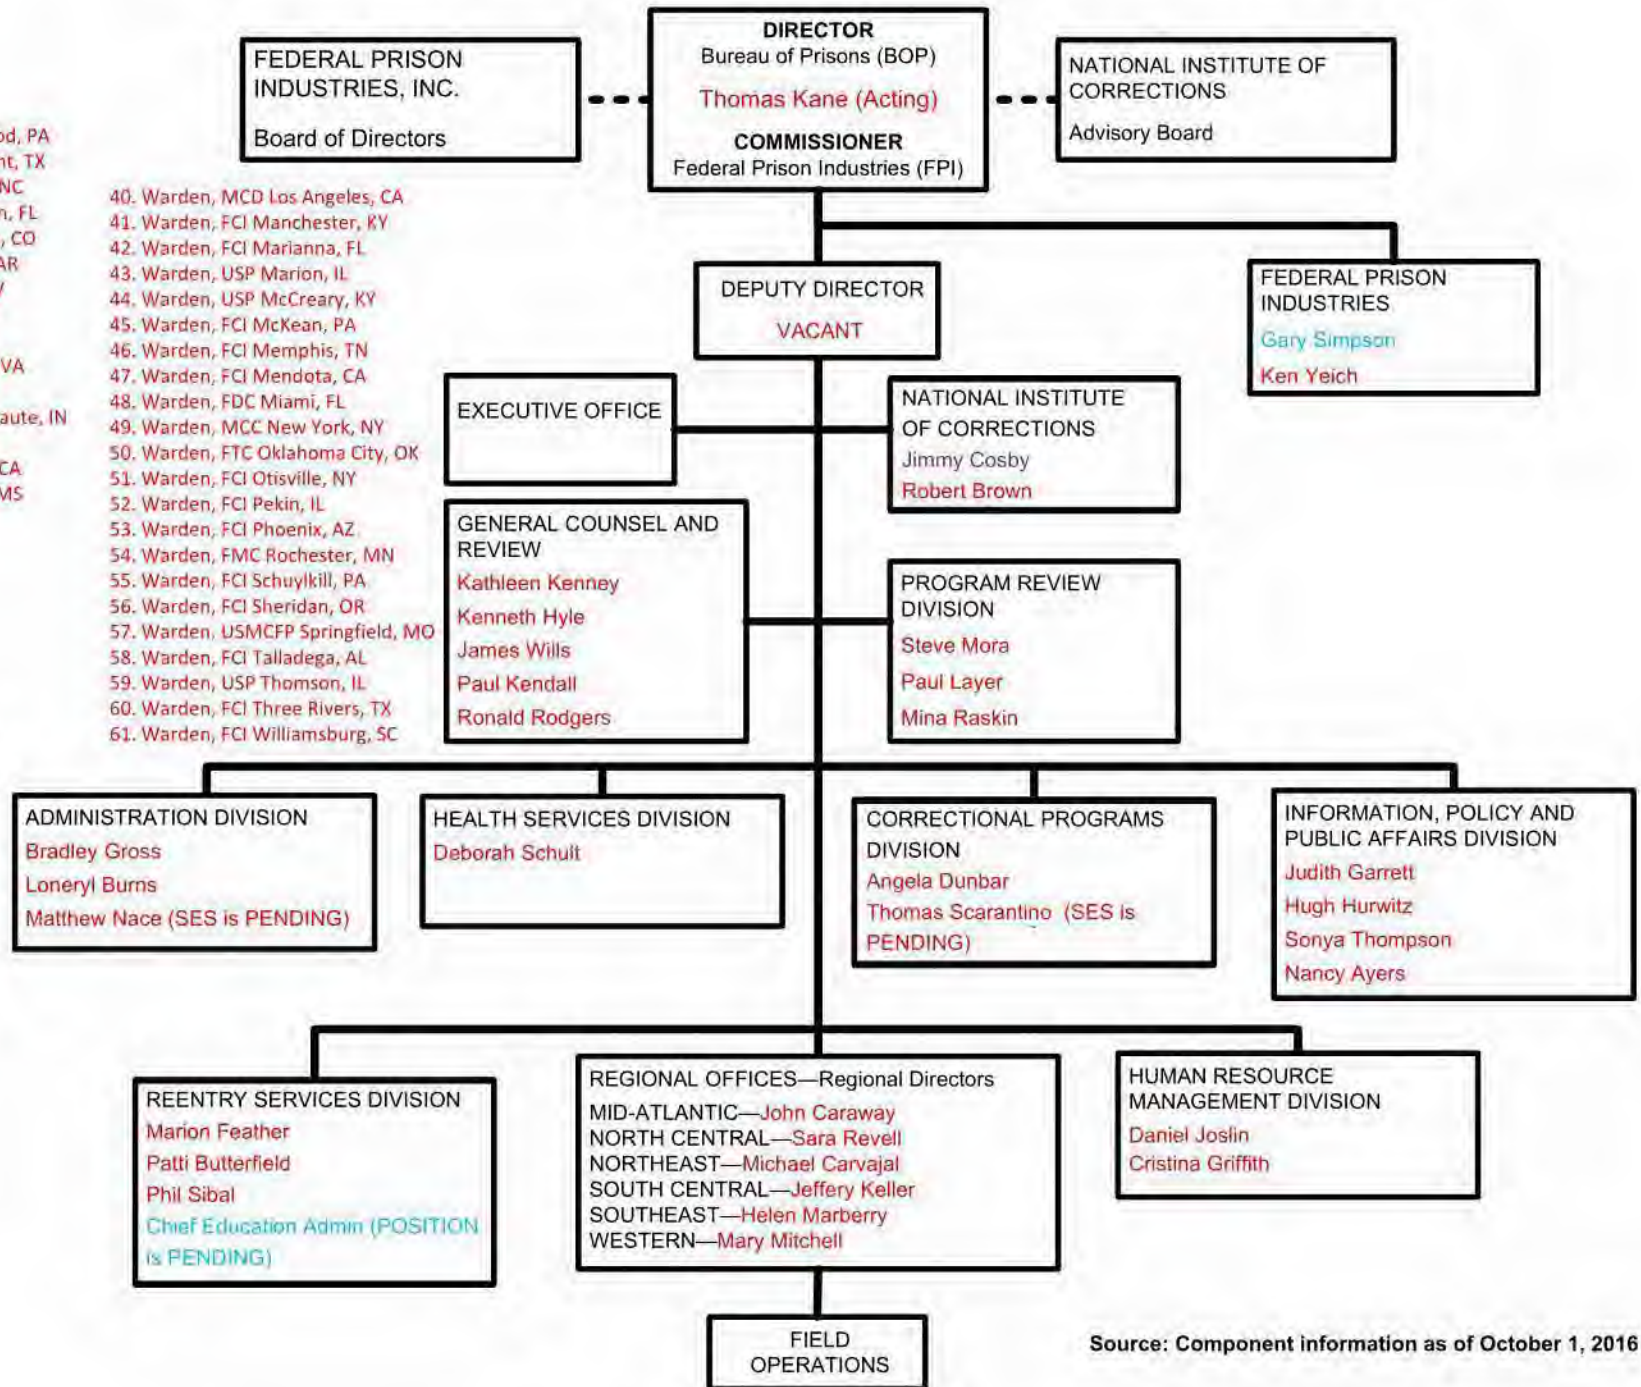 DIRECTOR
Bureau of Prisons (BOP)
Thomas Kane (Acting)
COMMISSIONER
Federal Prison Industries (FPI)
FEDERAL PRISON
INDUSTRIES, INC.
Board of Directors
NATIONAL INSTITUTE OF
CORRECTIONS
Advisory Board
PA
TX
NC
FL
CO
AR
VA
IN
CA
MS
40. Warden, MCD Los Angeles, CA
41. Warden, FCI Manchester, KY
42. Warden, FCI Marianna, FL
43. Warden, USP Marion, IL
44. Warden, USP McCreary, KY
45. Warden, FCI McKean, PA
46. Warden, FCI Memphis, TN
47. Warden, FCI Mendota, CA
48. Warden, FDC Miami, FL
49. Warden, MCC New York, NY
50. Warden, FTC Oklahoma City, OK
51. Warden, FCI Otisville, NY
52. Warden, FCI Pekin, IL
53. Warden, FCI Phoenix, AZ
54. Warden, FMC Rochester, MN
55. Warden, FCI Schuylkill, PA
56. Warden, FCI Sheridan, OR
57. Warden, USMCFP Springfield, MO
58. Warden, FCI Talladega, AL
59. Warden, USP Thomson, IL
60. Warden, FCI Three Rivers, TX
61. Warden, FCI Williamsburg, SC
DEPUTY DIRECTOR
VACANT
FEDERAL PRISON
INDUSTRIES
Gary Simpson
Ken Yeich
EXECUTIVE OFFICE
NATIONAL INSTITUTE
OF CORRECTIONS
Jimmy Cosby
Robert Brown
GENERAL COUNSEL AND
REVIEW
Kathleen Kenney
Kenneth Hyle
James Wills
Paul Kendall
Ronald Rodgers
PROGRAM REVIEW
DIVISION
Steve Mora
Paul Layer
Mina Raskin
ADMINISTRATION DIVISION
Bradley Gross
Loneryl Burns
Matthew Nace (SES is PENDING)
HEALTH SERVICES DIVISION
Deborah Schult
CORRECTIONAL PROGRAMS
DIVISION
Angela Dunbar
Thomas Scarantino (SES is
PENDING)
INFORMATION, POLICY AND
PUBLIC AFFAIRS DIVISION
Judith Garrett
Hugh Hurwitz
Sonya Thompson
Nancy Ayers
REENTRY SERVICES DIVISION
Marion Feather
Patti Butterfield
Phil Sibal
Chief Education Admin (POSITION
is PENDING)
REGIONAL OFFICES—Regional Directors
MID-ATLANTIC—John Caraway
NORTH CENTRAL—Sara Revell
NORTHEAST—Michael Carvajal
SOUTH CENTRAL—Jeffery Keller
SOUTHEAST—Helen Marberry
WESTERN—Mary Mitchell
HUMAN RESOURCE
MANAGEMENT DIVISION
Daniel Joslin
Cristina Griffith
FIELD
OPERATIONS
Source: Component information as of October 1, 2016